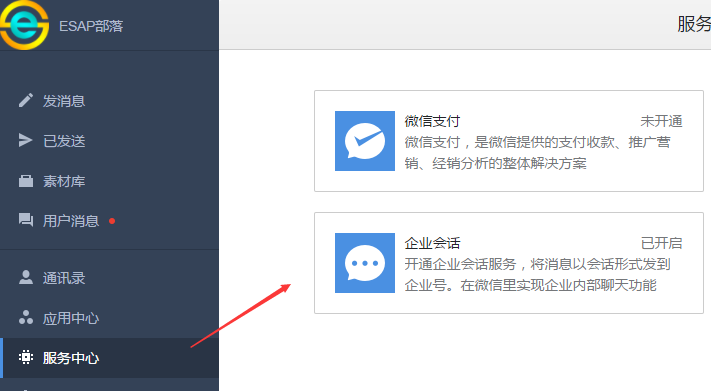 ESAP部落
服务
发消息
已发送
素材库
用户消息
通讯录
应用中心
服务中心
微信支付 未开通
微信支付，是微信提供的支付收款、推广营
销、经销分析的整体解决方案
企业会话 已开启
开通企业会话服务，将消息以会话形式发到
企业号。在微信里实现企业内部聊天功能